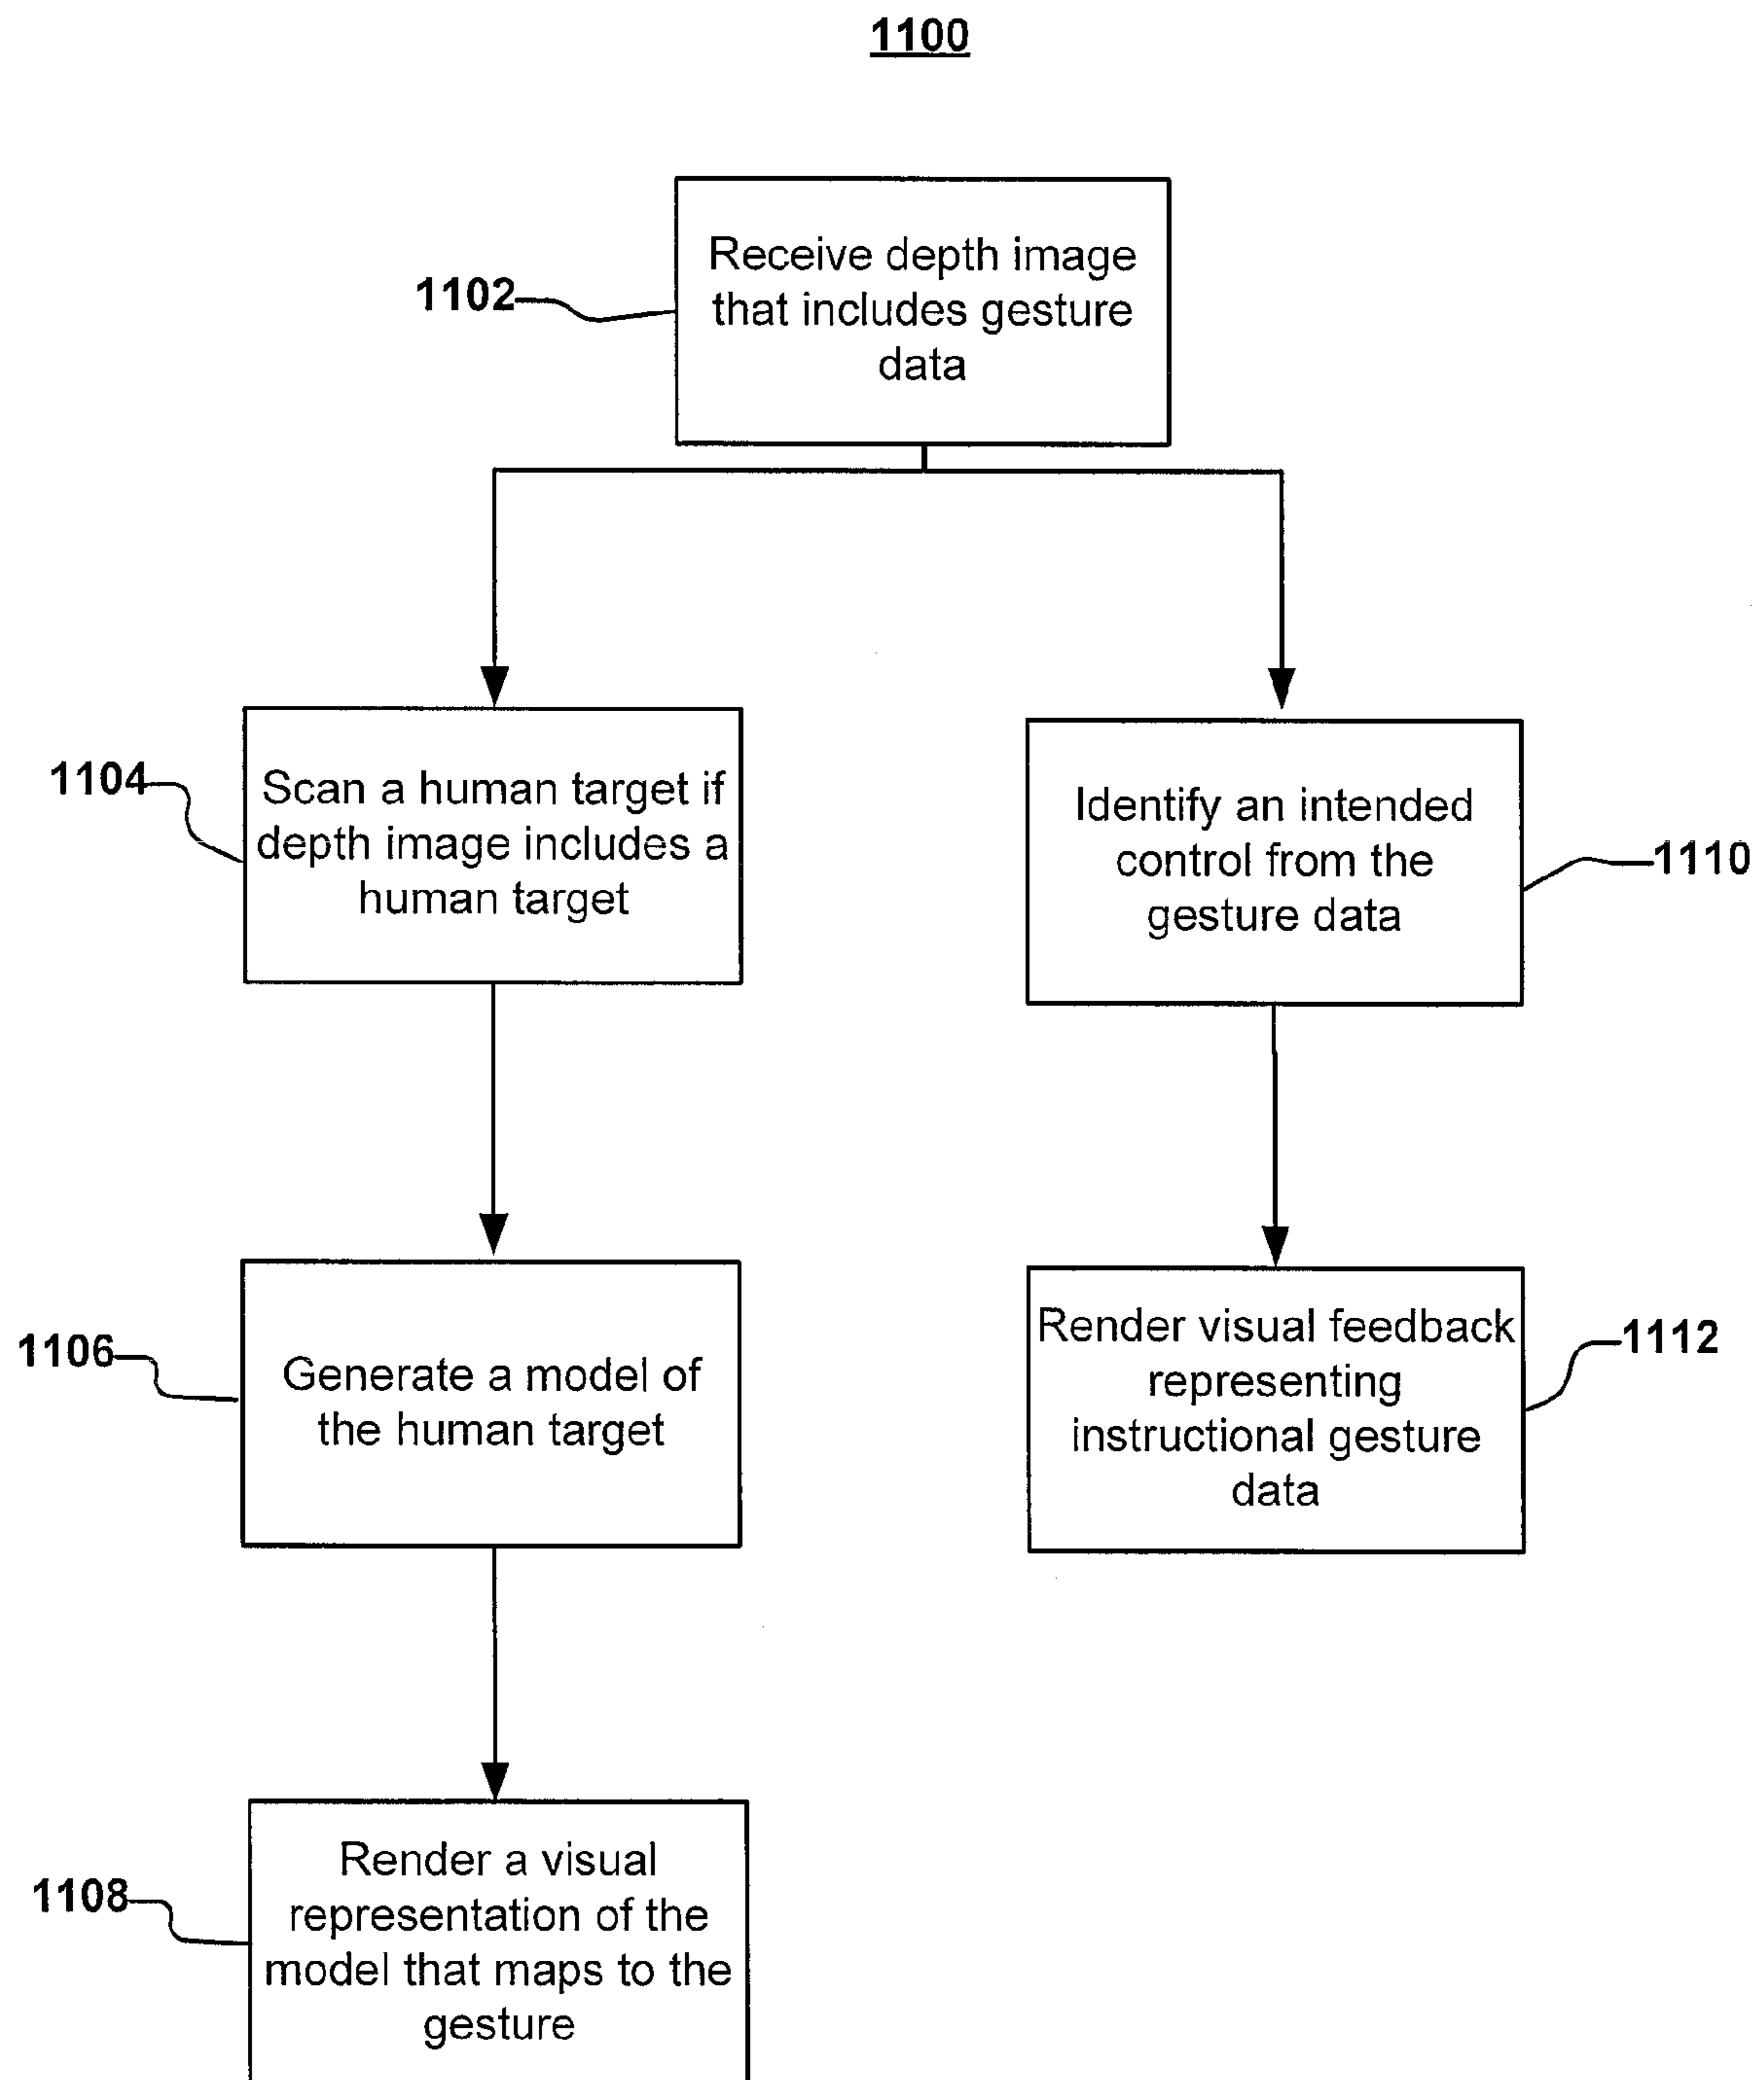 1100
1102
Receive depth image
that includes gesture
data
1104
Scan a human target if
depth image includes a
human target
Identify an intended
control from the
gesture data
1110
1106
Generate a model of
the human target
Render visual feedback
representing
instructional gesture
data
1112
1108
Render a visual
representation of the
model that maps to the
gesture